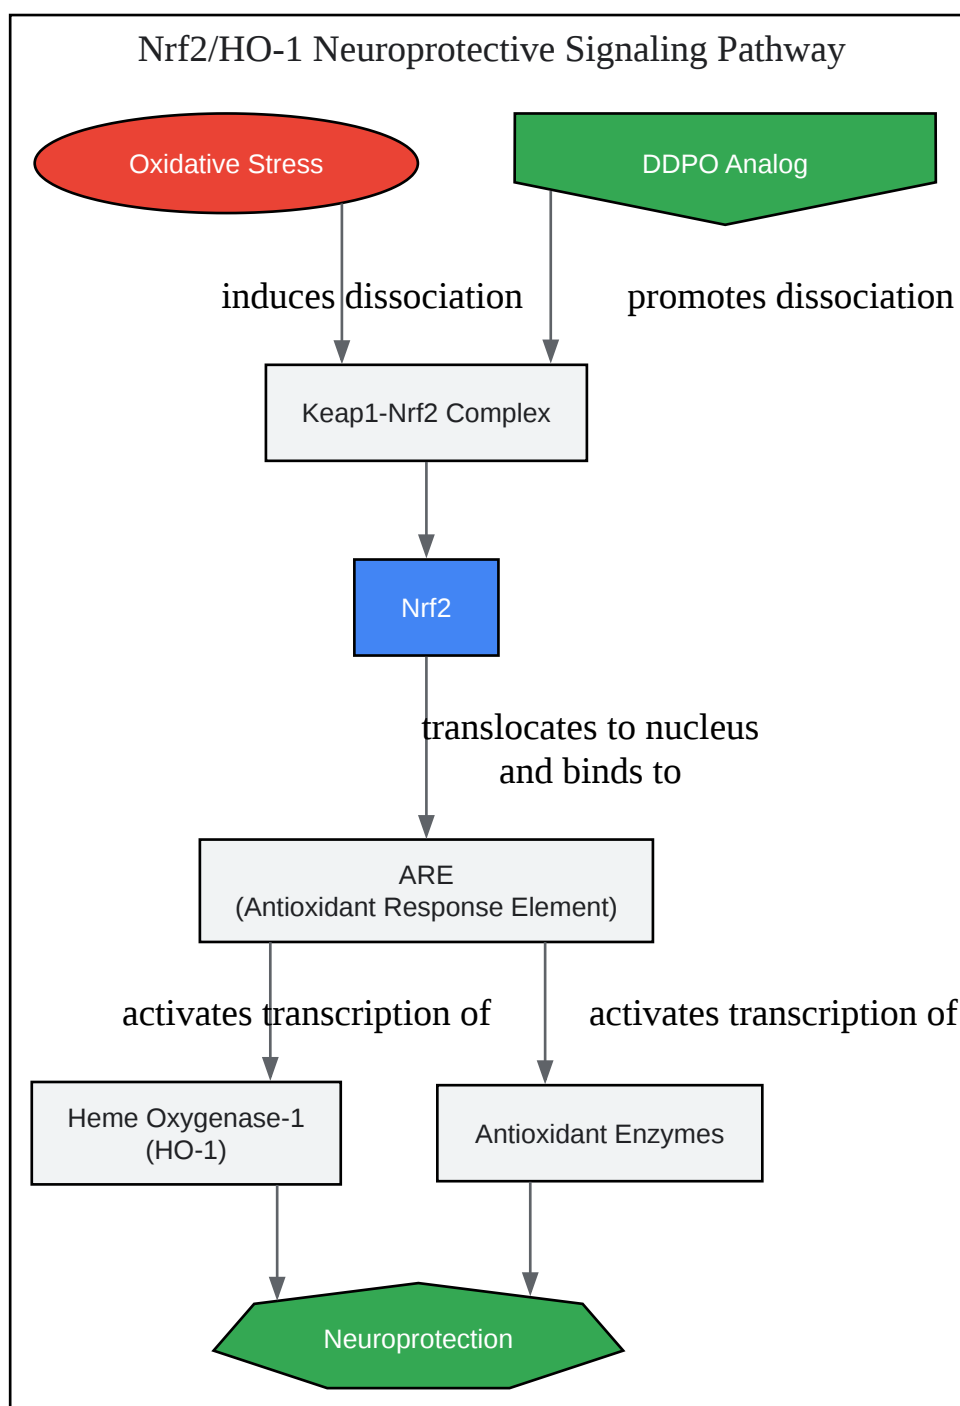 Nrf2/HO-1 Neuroprotective Signaling Pathway
Oxidative Stress
DDPO Analog
induces dissociation
promotes dissociation
Keap1-Nrf2 Complex
Nrf2
translocates to nucleus
and binds to
ARE
(Antioxidant Response Element)
activates transcription of
activates transcription of
Heme Oxygenase-1
(HO-1)
Antioxidant Enzymes
Neuroprotection